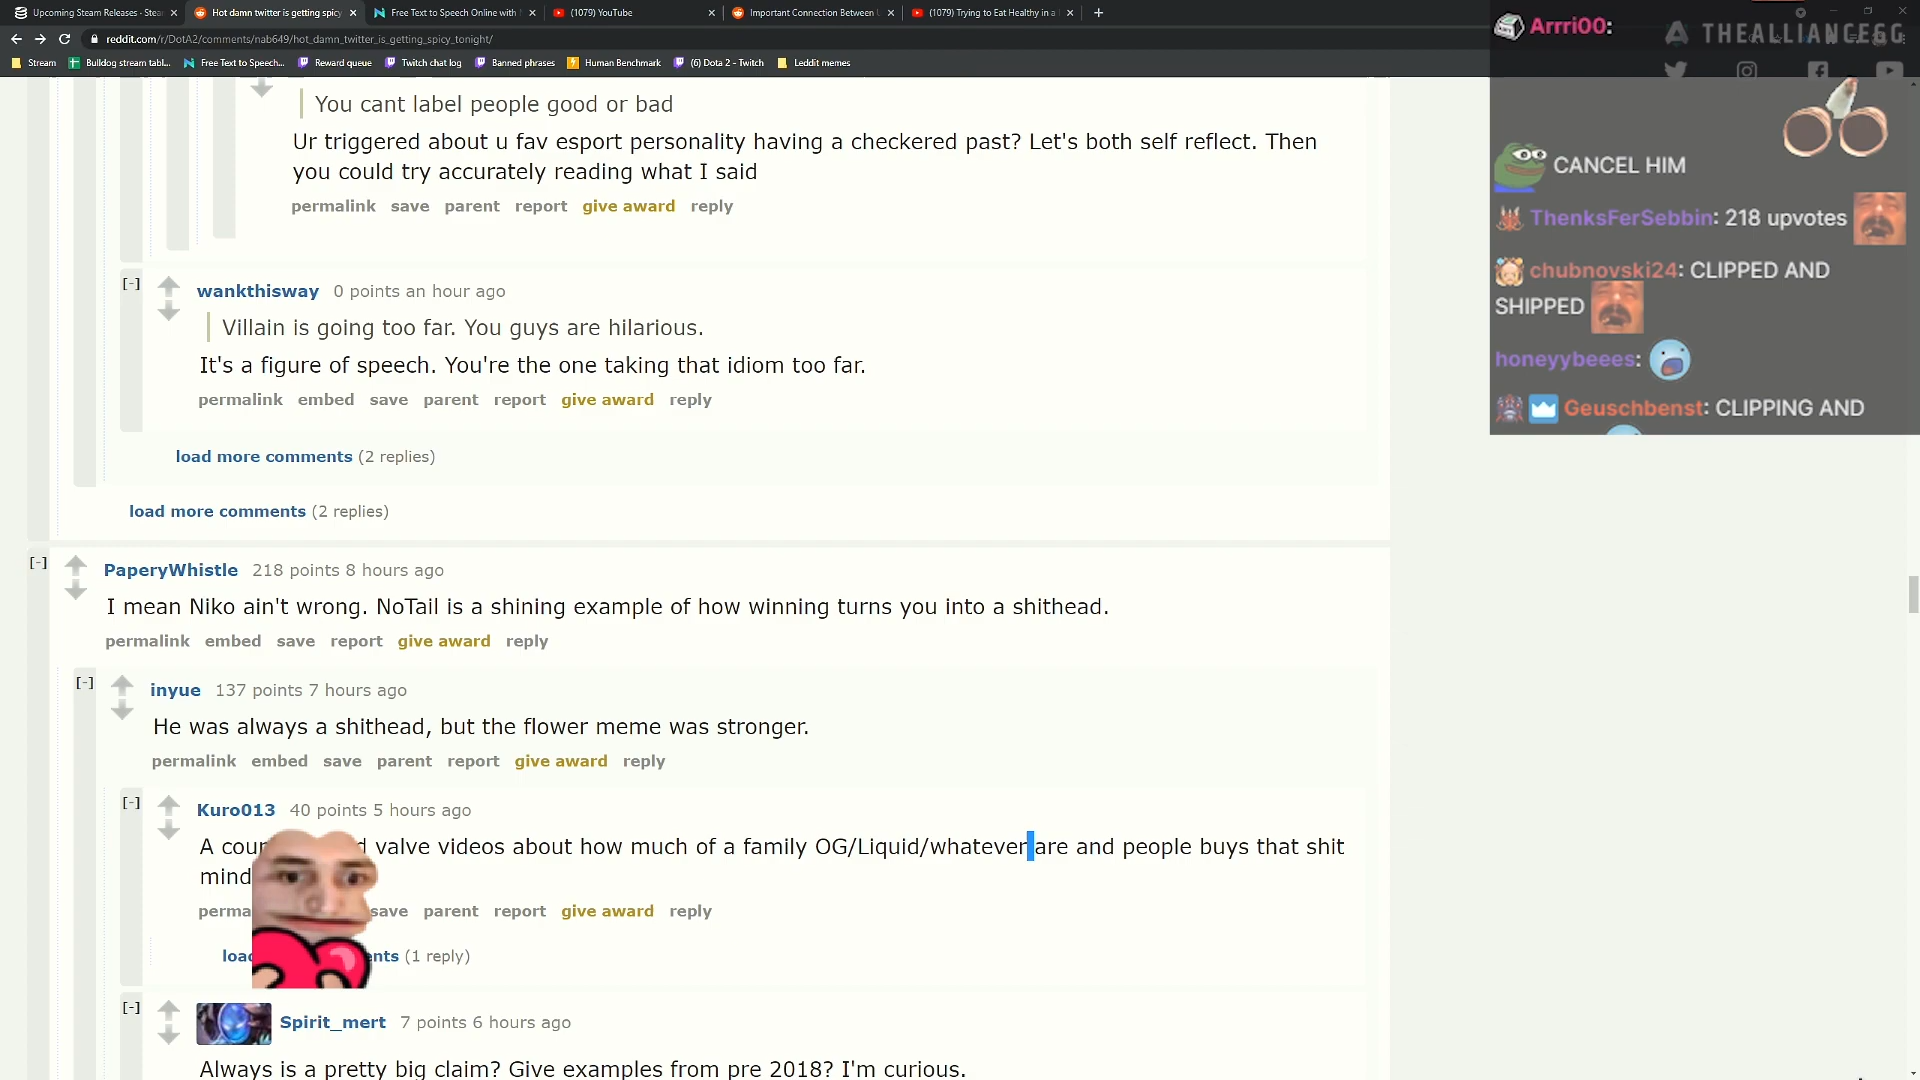 Upcoming Steam Releases - Stea
Hot damn twitter is getting spicy
Free Text to Speech Online with
(1079) YouTube
Important Connection Between
(1079) Trying to Eat Healthy in a
reddit.com/r/DotA2/comments/nab649/hot_damn_twitter_is_getting_spicy_tonight/
Stream
Bulldog stream tabl...
Free Text to Speech...
Reward queue
Twitch chat log
Banned phrases
Human Benchmark
(6) Dota 2 - Twitch
Leddit memes
You cant label people good or bad
Ur triggered about u fav esport personality having a checkered past? Let's both self reflect. Then
you could try accurately reading what I said
permalink save parent report give award reply
[-] wankthisway 0 points an hour ago
Villain is going too far. You guys are hilarious.
It's a figure of speech. You're the one taking that idiom too far.
permalink embed save parent report give award reply
load more comments (2 replies)
load more comments (2 replies)
[-] PaperyWhistle 218 points 8 hours ago
I mean Niko ain't wrong. NoTail is a shining example of how winning turns you into a shithead.
permalink embed save report give award reply
[-] inyue 137 points 7 hours ago
He was always a shithead, but the flower meme was stronger.
permalink embed save parent report give award reply
[-] Kuro013 40 points 5 hours ago
A cou valve videos about how much of a family OG/Liquid/whatever are and people buys that shit
mind
perma save parent report give award reply
loa nts (1 reply)
[-] Spirit_mert 7 points 6 hours ago
Always is a pretty big claim? Give examples from pre 2018? I'm curious.
Arrri00:
THEALLIANCEGG
CANCEL HIM
ThenksFerSebbin: 218 upvotes
chubnovski24: CLIPPED AND
SHIPPED
honeyybeees:
Geuschbenst: CLIPPING AND